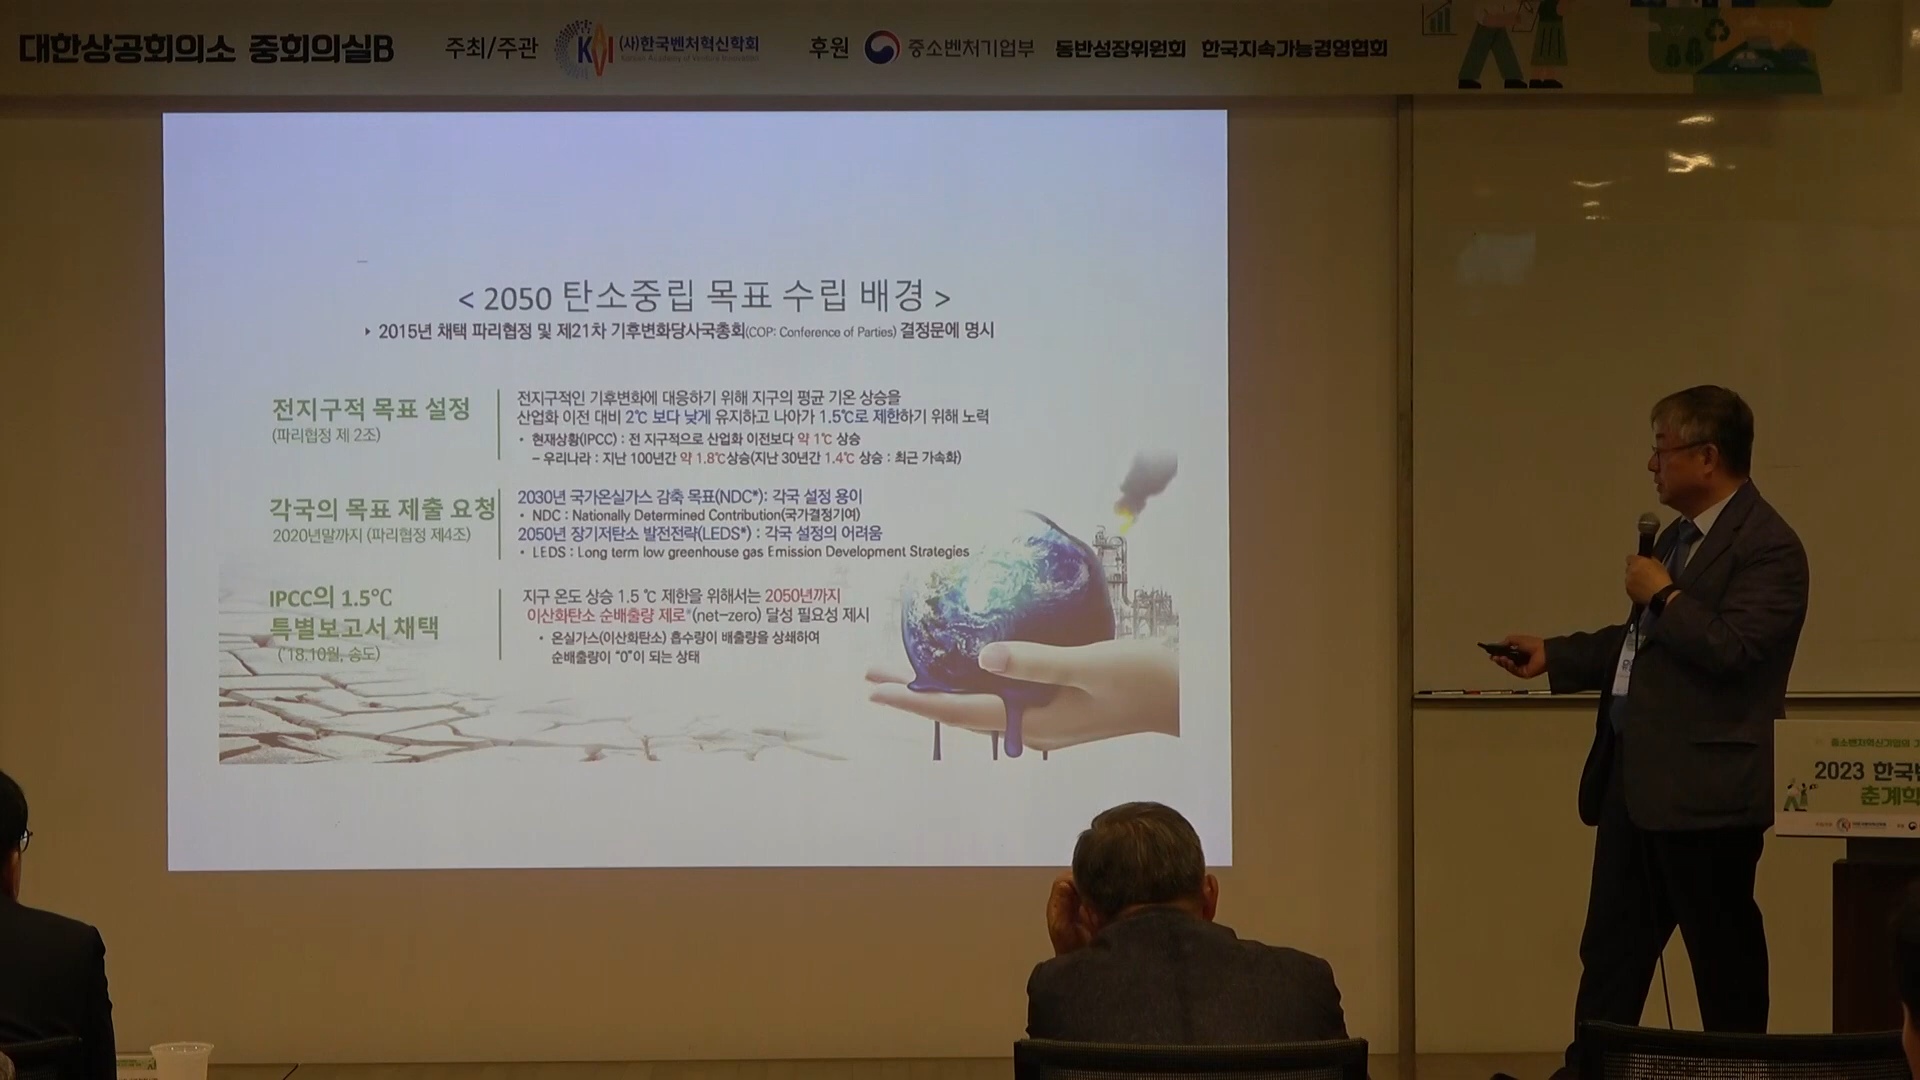 대한상공회의소 중회의실B 주최/주관 (사)한국벤처혁신학회 후원 중소벤처기업부 동반성장위원회 한국지속가능경영협회
< 2050 탄소중립 목표 수립 배경 >
‣ 2015년 채택 파리협정 및 제21차 기후변화당사국총회(COP: Conference of Parties) 결정문에 명시
전지구적 목표 설정
(파리협정 제 2조)
전지구적인 기후변화에 대응하기 위해 지구의 평균 기온 상승을
산업화 이전 대비 2℃ 보다 낮게 유지하고 나아가 1.5℃로 제한하기 위해 노력
• 현재상황(IPCC) : 전 지구적으로 산업화 이전보다 약 1℃ 상승
– 우리나라 : 지난 100년간 약 1.8℃상승(지난 30년간 1.4℃ 상승 : 최근 가속화)
각국의 목표 제출 요청
2020년말까지 (파리협정 제4조)
2030년 국가온실가스 감축 목표(NDC*): 각국 설정 용이
• NDC : Nationally Determined Contribution(국가결정기여)
2050년 장기저탄소 발전전략(LEDS*) : 각국 설정의 어려움
• LEDS : Long term low greenhouse gas Emission Development Strategies
IPCC의 1.5℃
특별보고서 채택
('18.10월, 송도)
지구 온도 상승 1.5 ℃ 제한을 위해서는 2050년까지
이산화탄소 순배출량 제로*(net-zero) 달성 필요성 제시
• 온실가스(이산화탄소) 흡수량이 배출량을 상쇄하여
순배출량이 “0”이 되는 상태
중소벤처혁신기업의
2023 한국
춘계학